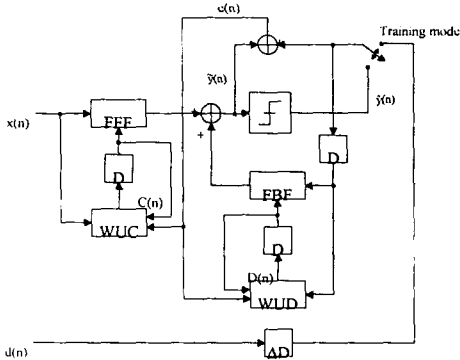 e(n)
Training mode
ỹ(n)
ŷ(n)
x(n)
FFF
+
D
D
FBF
C(n)
WUC
D
D(n)
WUD
d(n)
ΔD